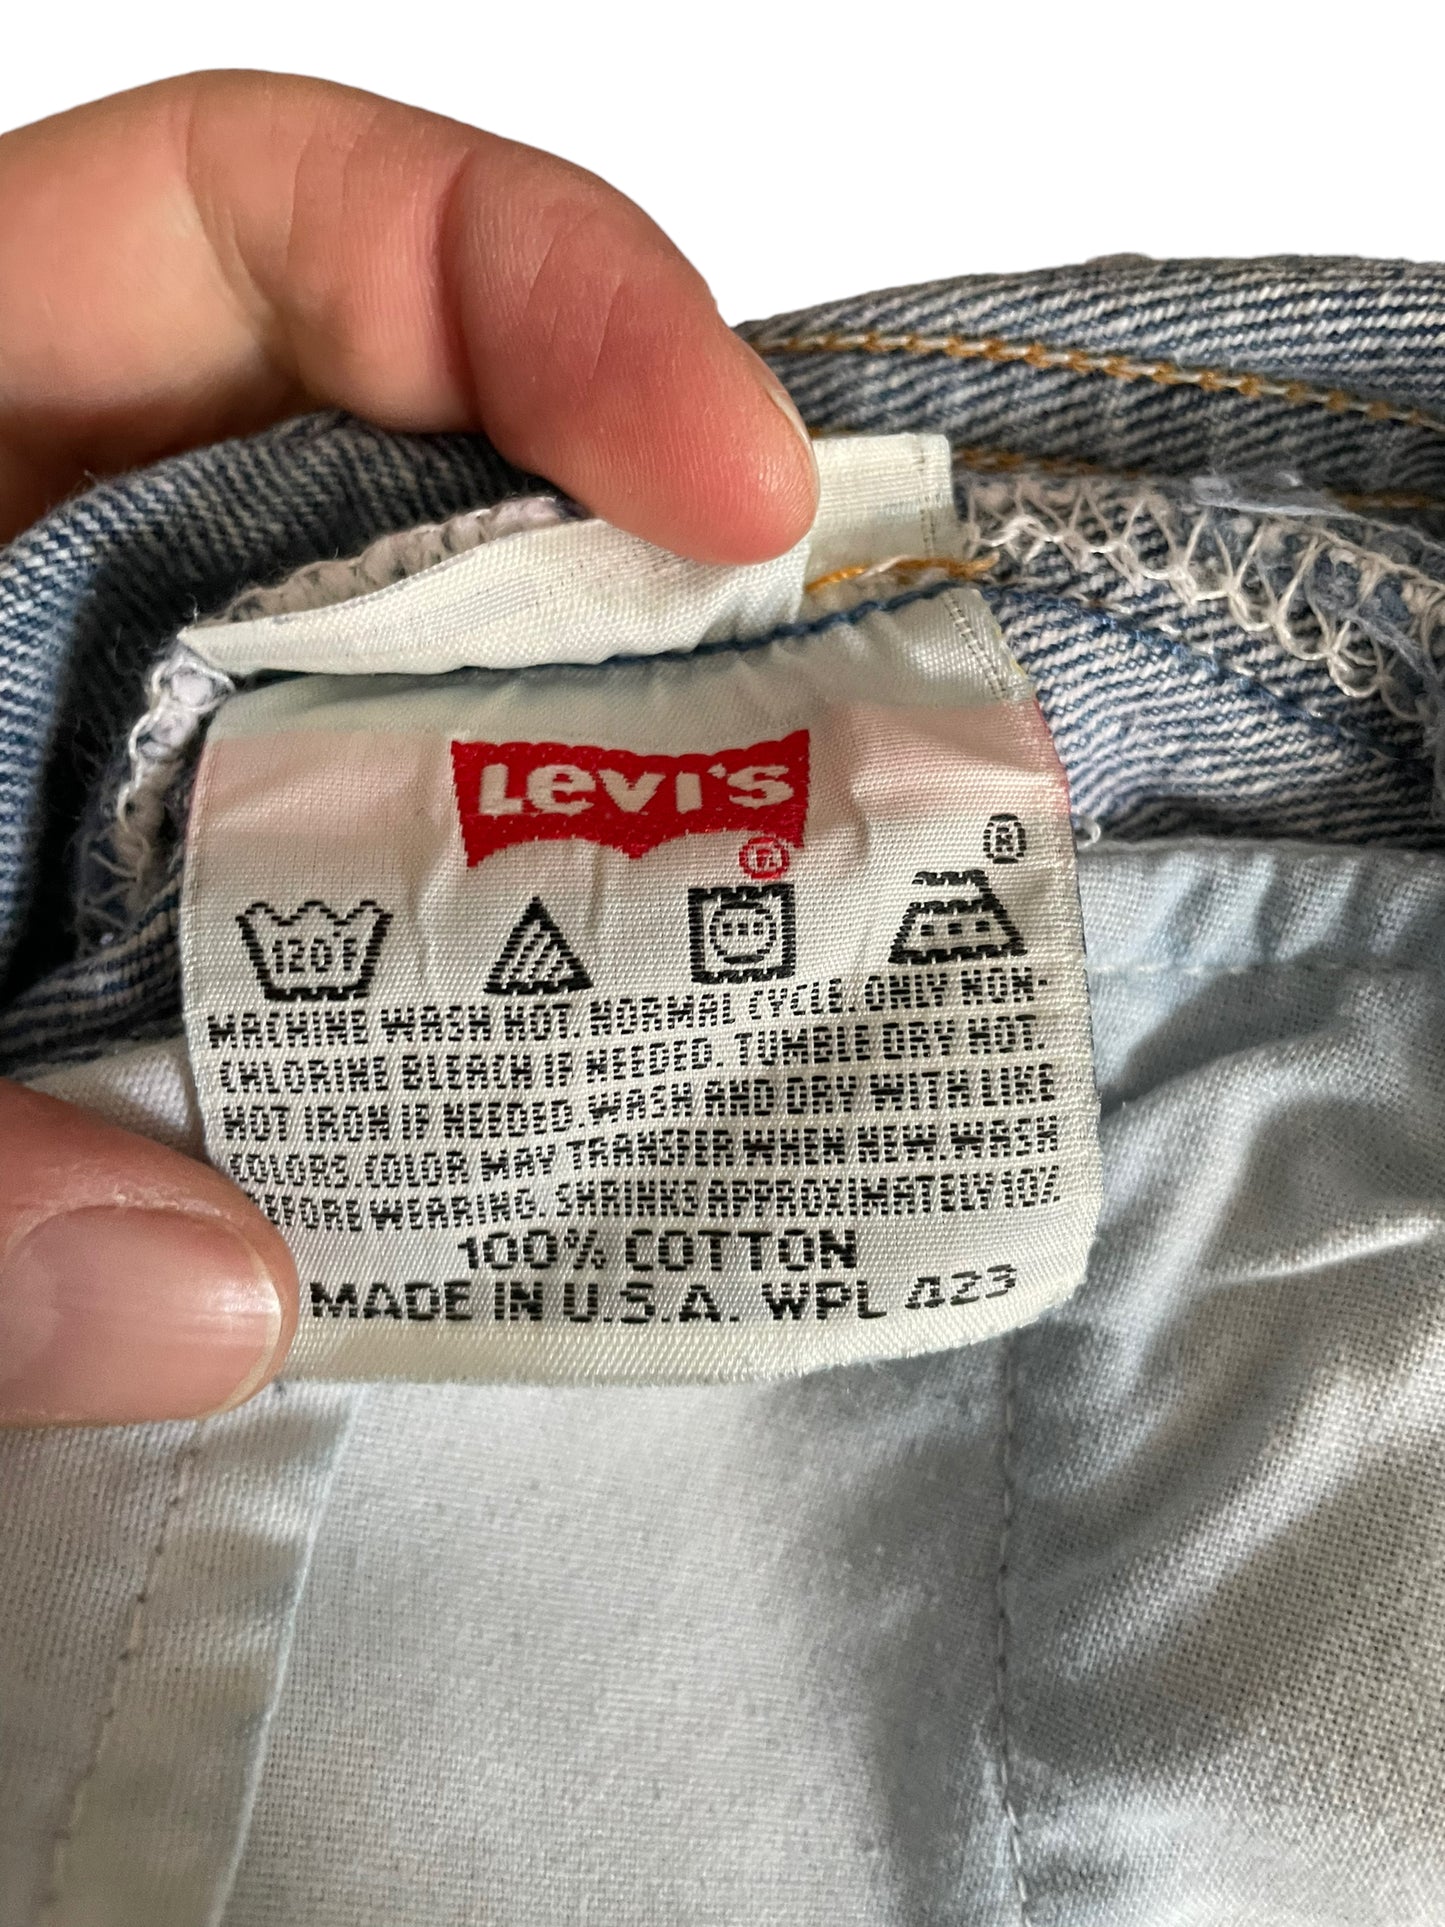 Levi's ®
®
120F
MACHINE WASH HOT. NORMAL CYCLE. ONLY NON-
CHLORINE BLEACH IF NEEDED. TUMBLE DRY HOT.
HOT IRON IF NEEDED. WASH AND DRY WITH LIKE
COLORS. COLOR MAY TRANSFER WHEN NEW. WASH
BEFORE WEARING. SHRINKS APPROXIMATELY 10%
100% COTTON
MADE IN U.S.A. WPL 423